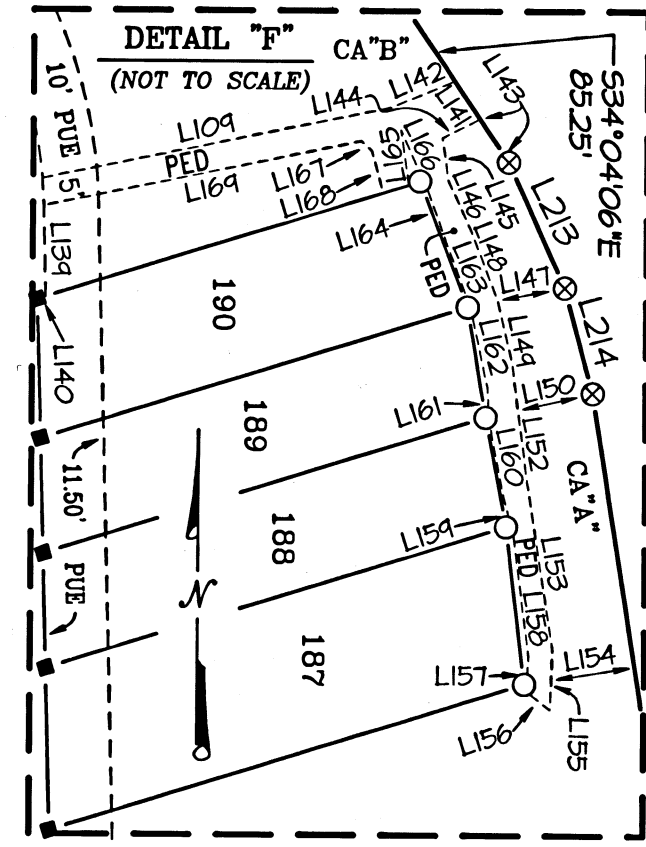 DETAIL "F"
(NOT TO SCALE)
CA"B"
S34°04'06"E
85.25'
10' PUE 5'
L109
PED
L169
L167
L168
L144
L142
L141
L143
L166
L165
L145
L146
L213
L139
L164
L148
L147
PED
L163
190
L140
L149
L214
L162
L150
189
L161
L152
L160
CA"A"
11.50'
188
L159
PED
L153
N
PUE
L158
187
L157
L154
L156
L155